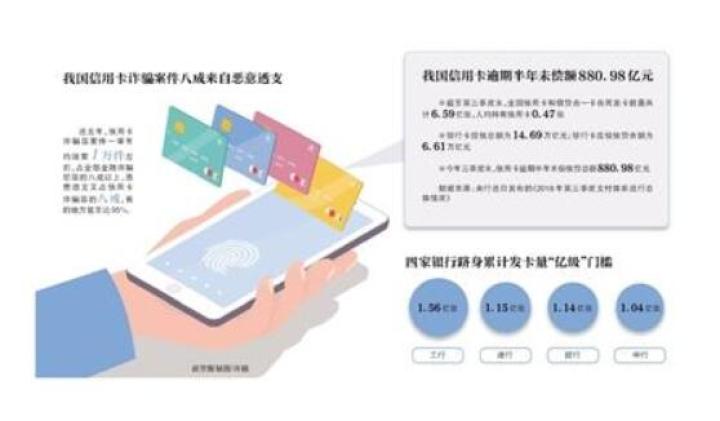 我国信用卡诈骗案件八成来自恶意透支
近五年,信用卡
诈骗罪案件一审年
均结案1万件左
右,占全部金融诈骗
犯罪的八成以上,恶
意透支又占信用卡
诈骗罪的八成,有
的地方甚至达95%。
我国信用卡逾期半年未偿额880.98亿元
※截至第三季度末,全国信用卡和借贷合一卡在用发卡数量共
计6.59亿张,人均持有信用卡0.47张
※银行卡授信总额为14.69万亿元;银行卡应偿信贷余额为
6.61万亿元
※今年三季度末,信用卡逾期半年未偿信贷总额880.98亿元
数据来源:央行近日发布的《2018年第三季度支付体系运行总
体情况》
四家银行跻身累计发卡量“亿级”门槛
1.56亿张
1.15亿张
1.14亿张
1.04亿张
工行
建行
招行
中行